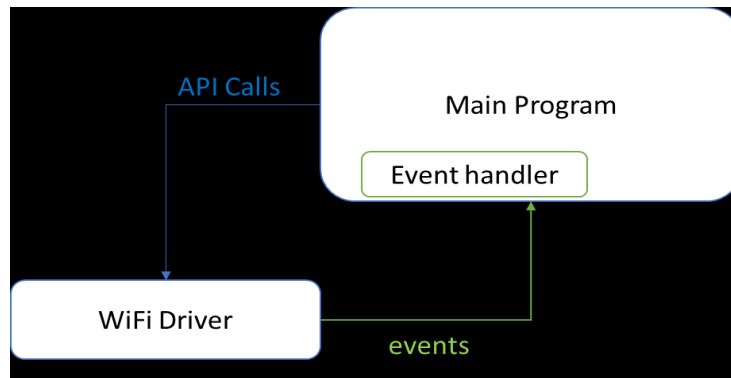 API Calls
Main Program
Event handler
WiFi Driver
events